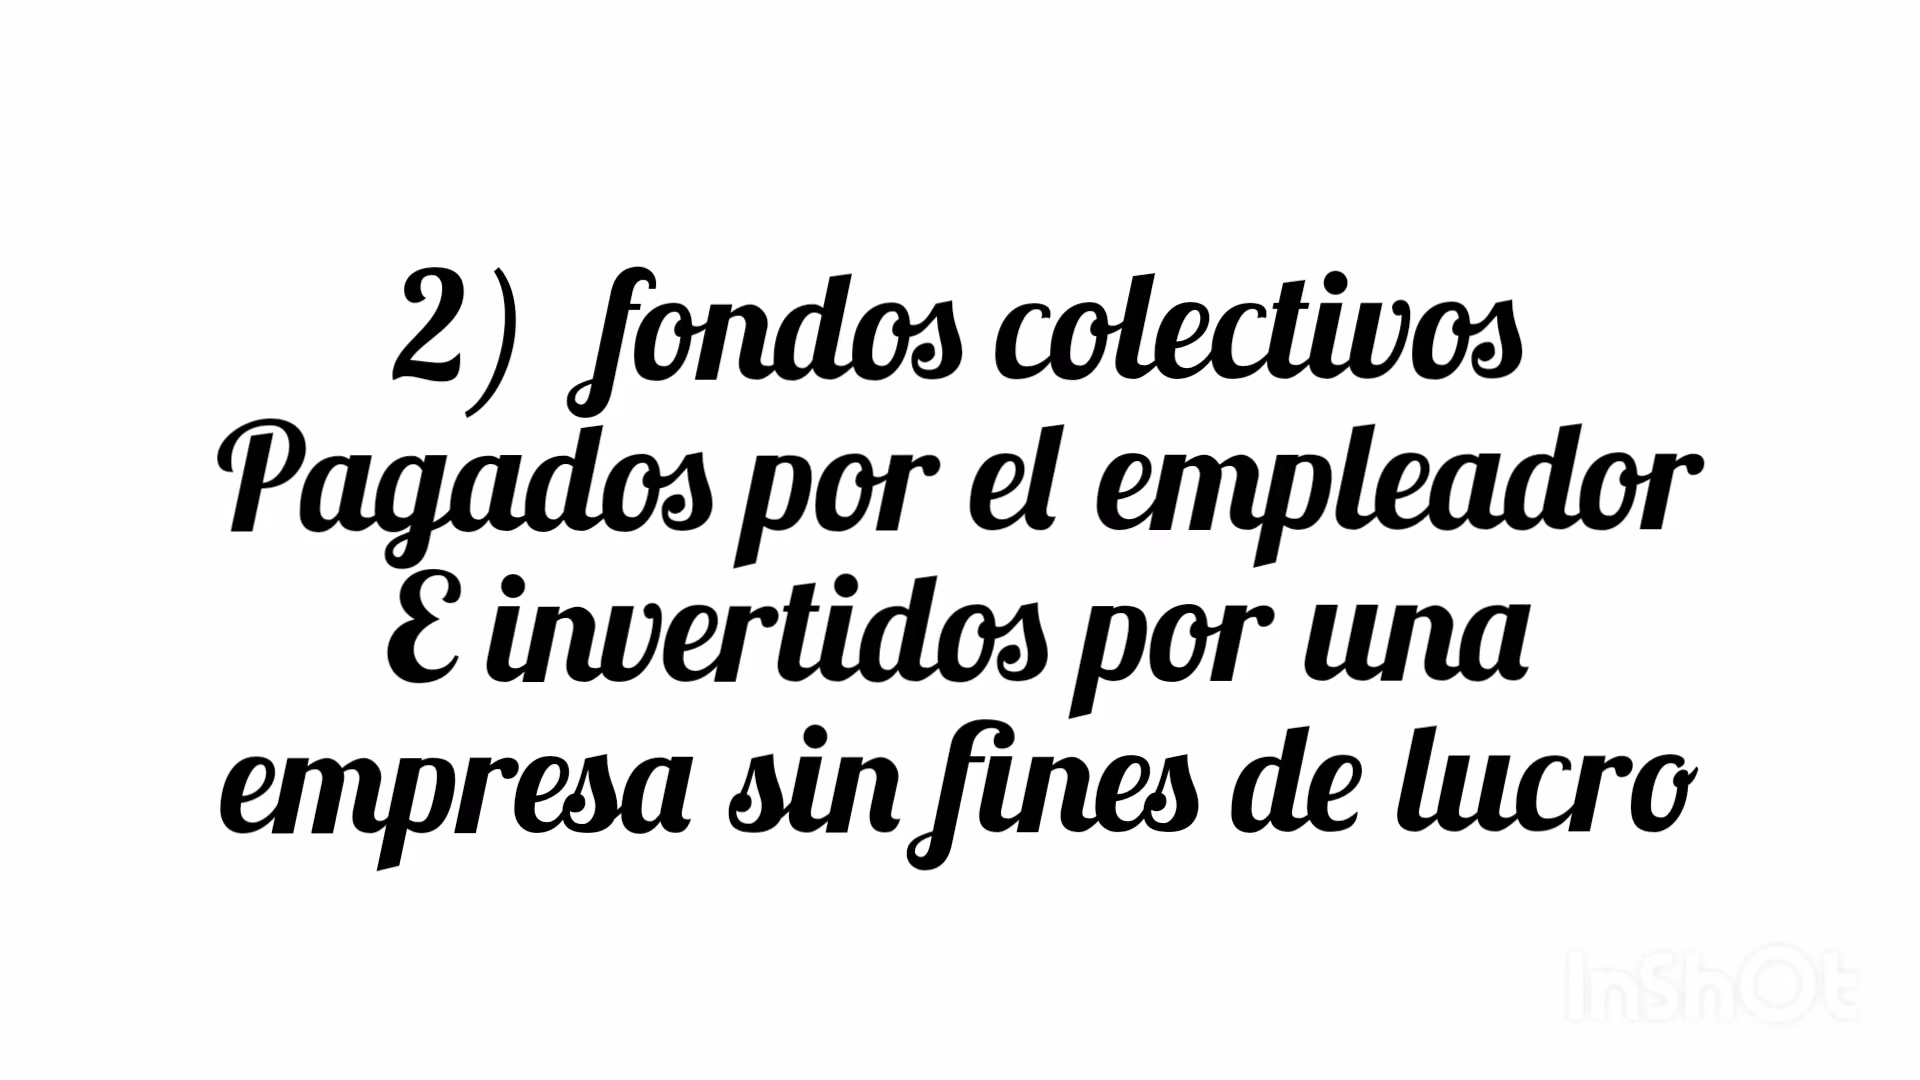 2) fondos colectivos
Pagados por el empleador
E invertidos por una
empresa sin fines de lucro
InShOt